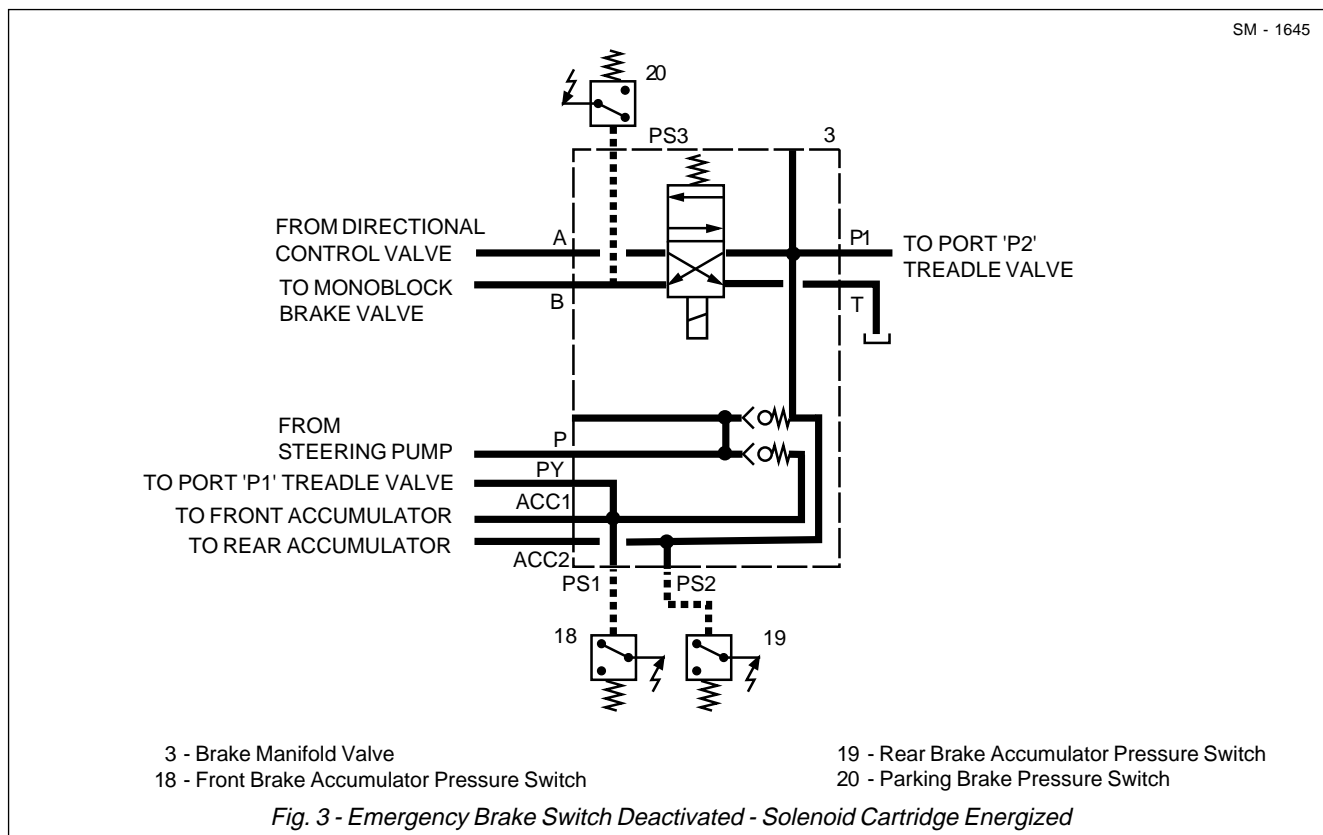 SM - 1645
20
PS3
3
FROM DIRECTIONAL
CONTROL VALVE
A
P1
TO PORT 'P2'
TREADLE VALVE
TO MONOBLOCK
BRAKE VALVE
B
T
FROM
STEERING PUMP
P
PY
TO PORT 'P1' TREADLE VALVE
ACC1
TO FRONT ACCUMULATOR
TO REAR ACCUMULATOR
ACC2
PS1
PS2
18
19
3 - Brake Manifold Valve
18 - Front Brake Accumulator Pressure Switch
19 - Rear Brake Accumulator Pressure Switch
20 - Parking Brake Pressure Switch
Fig. 3 - Emergency Brake Switch Deactivated - Solenoid Cartridge Energized